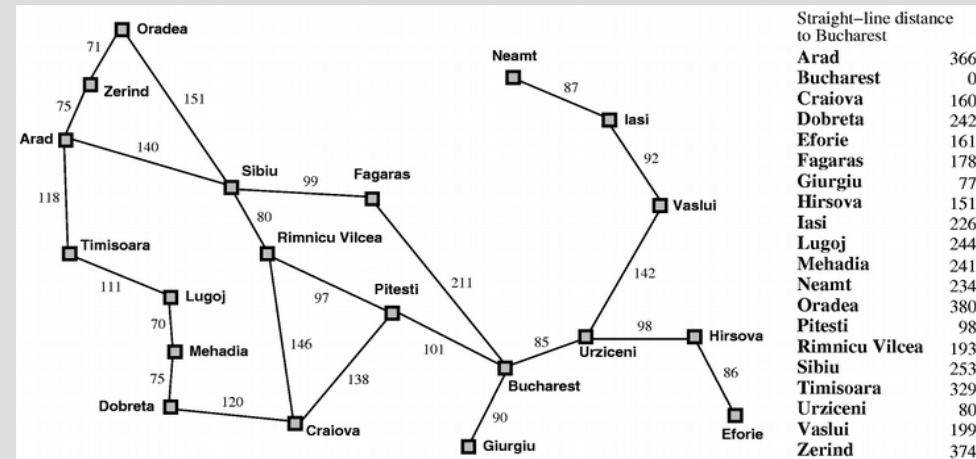 Oradea
71
Neamt
Zerind
87
75
151
Iasi
Arad
140
92
Sibiu
99
Fagaras
118
80
Vaslui
Timisoara
Rimnicu Vilcea
111
Lugoj
97
Pitesti
211
142
70
98
Hirsova
Mehadia
146
101
85
Urziceni
75
138
86
Bucharest
Dobreta
120
90
Craiova
Eforie
Giurgiu
Straight-line distance
to Bucharest
Arad 366
Bucharest 0
Craiova 160
Dobreta 242
Eforie 161
Fagaras 178
Giurgiu 77
Hirsova 151
Iasi 226
Lugoj 244
Mehadia 241
Neamt 234
Oradea 380
Pitesti 98
Rimnicu Vilcea 193
Sibiu 253
Timisoara 329
Urziceni 80
Vaslui 199
Zerind 374